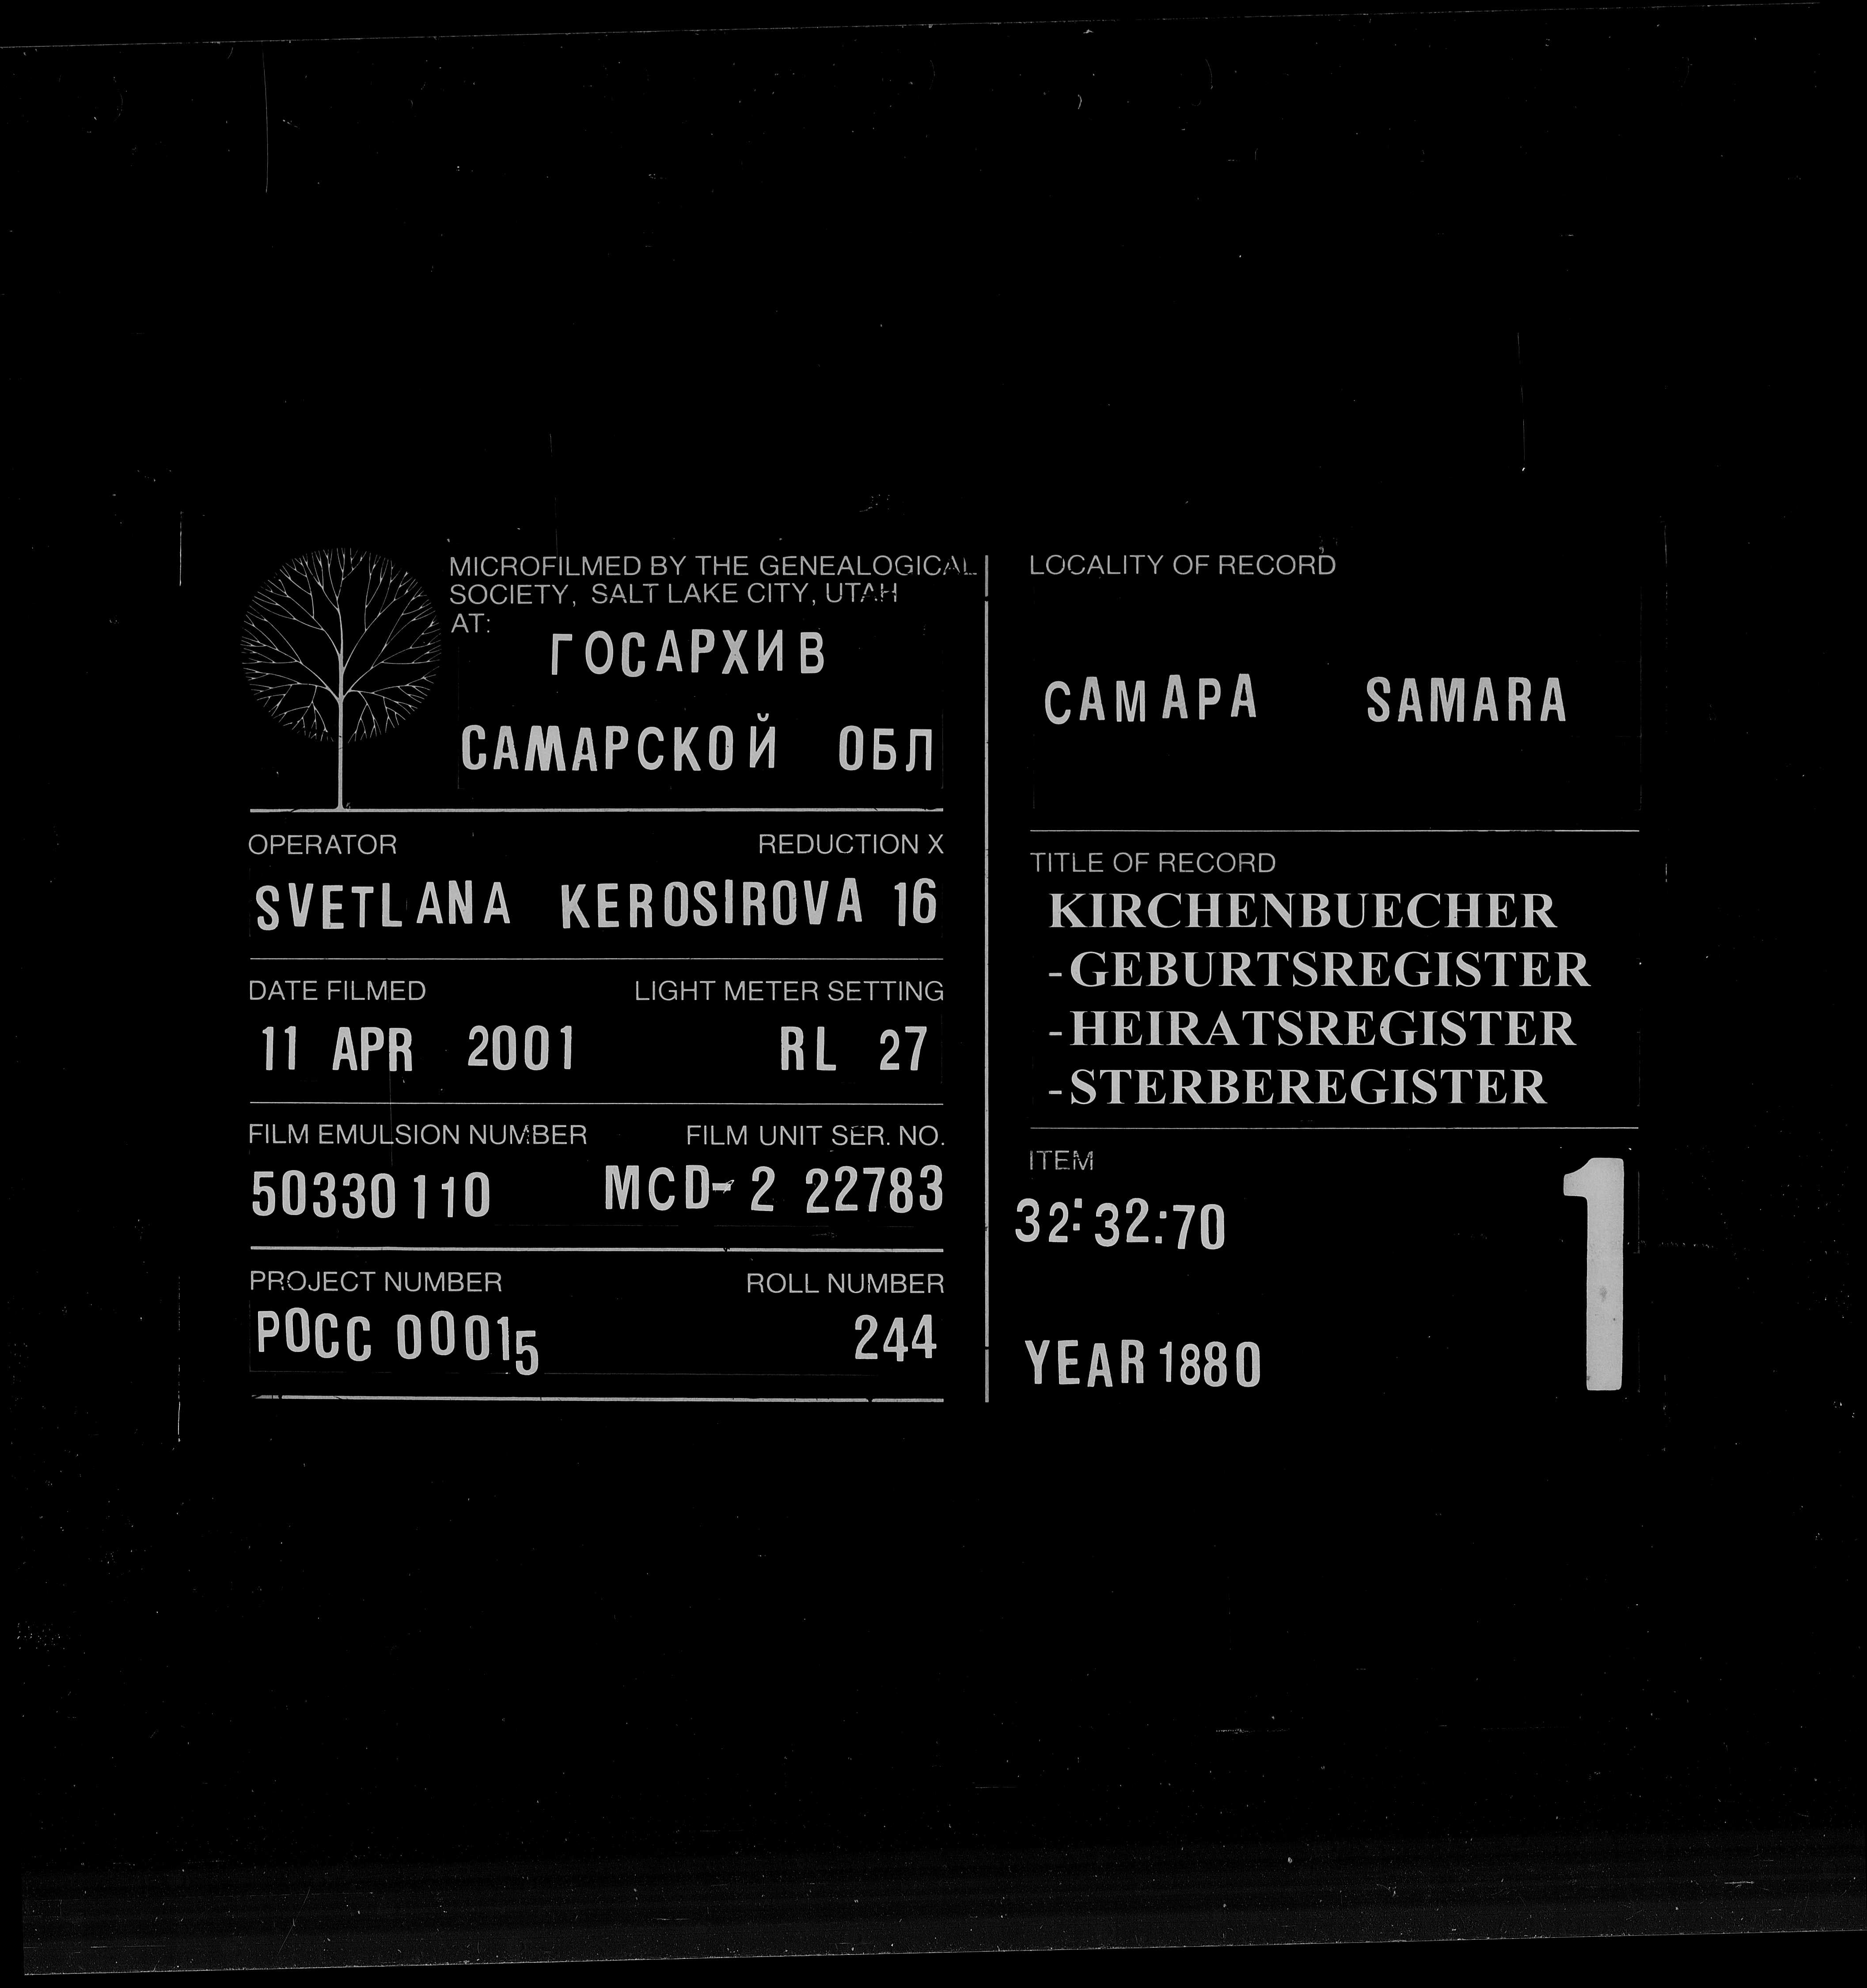 MICROFILMED BY THE GENEALOGICAL
SOCIETY, SALT LAKE CITY, UTAH
AT:
ГОСАРХИВ
САМАРСКОЙ ОБЛ
OPERATOR REDUCTION X
SVETLANA KEROSIROVA 16
DATE FILMED LIGHT METER SETTING
11 APR 2001 RL 27
FILM EMULSION NUMBER FILM UNIT SER. NO.
50330110 MCD-2 22783
PROJECT NUMBER ROLL NUMBER
РОСС 00015 244
LOCALITY OF RECORD
САМАРА SAMARA
TITLE OF RECORD
KIRCHENBUECHER
-GEBURTSREGISTER
-HEIRATSREGISTER
-STERBEREGISTER
ITEM
32:32:70
1
YEAR 1880